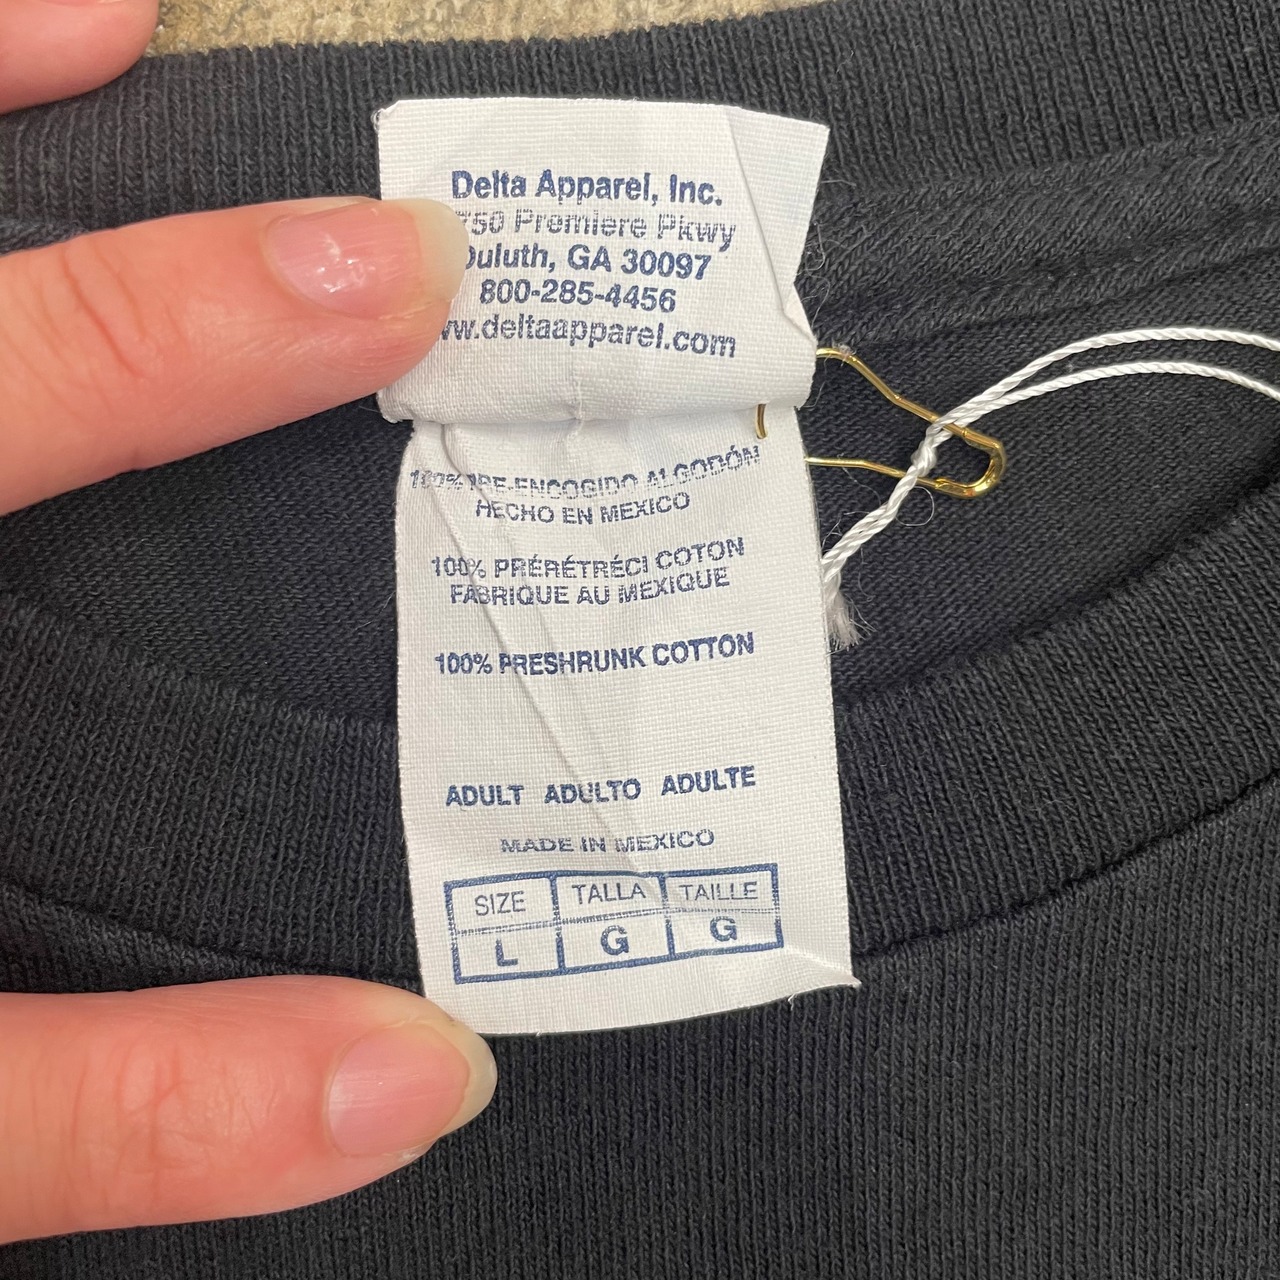 Delta Apparel, Inc.
750 Premiere Pkwy
Duluth, GA 30097
800-285-4456
ww.deltaapparel.com
100% PRE-ENCOGIDO ALGODÓN
HECHO EN MEXICO
100% PRÉRÉTRÉCI COTON
FABRIQUE AU MEXIQUE
100% PRESHRUNK COTTON
ADULT ADULTO ADULTE
MADE IN MEXICO
SIZE TALLA TAILLE
L G G